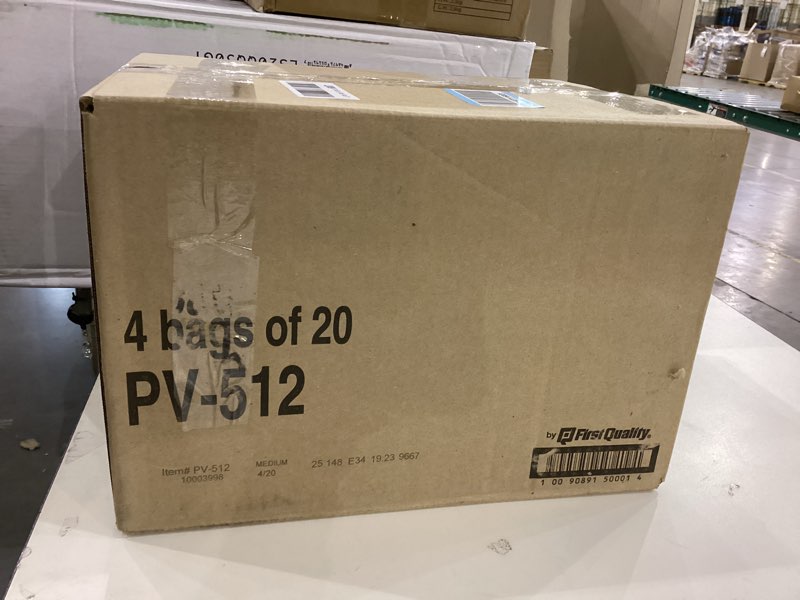 4 bags of 20
PV-512
by First Quality®
Item# PV-512
10003998
MEDIUM
4/20
25 148 E34 19:23 9667
1 00 90891 50001 4